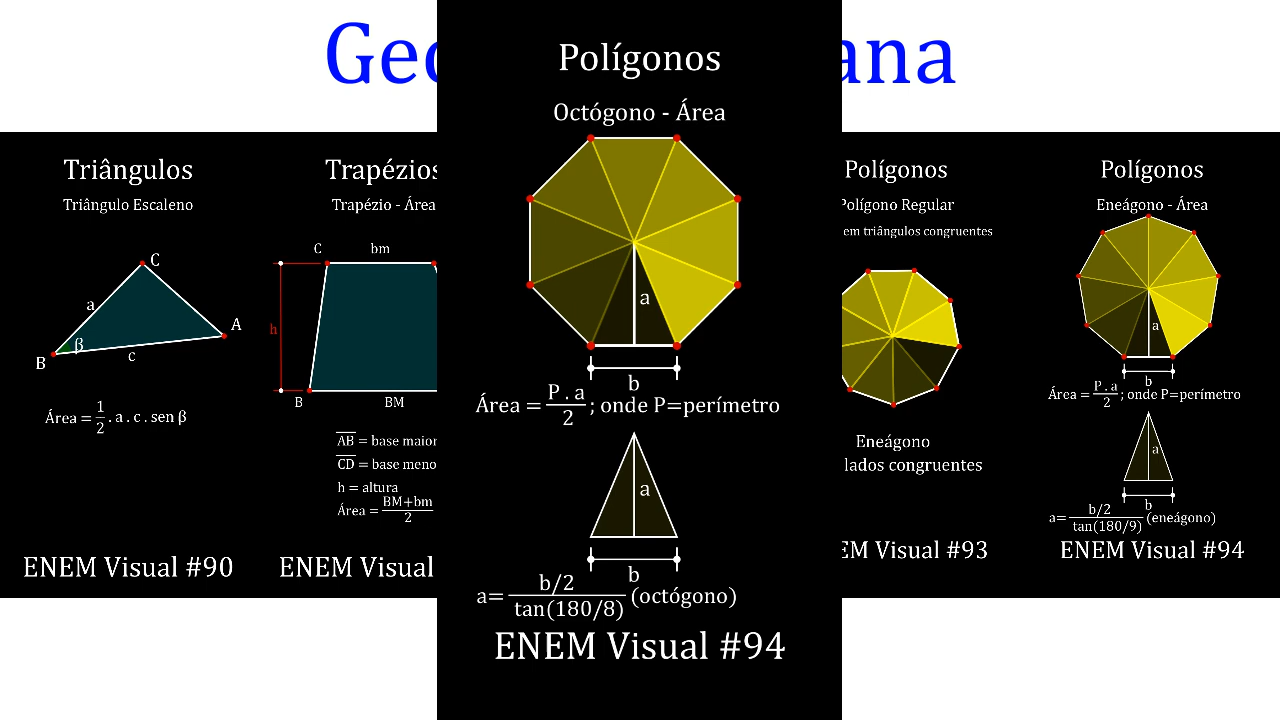 Geo
ana
Triângulos
Triângulo Escaleno
C
a
A
β
B
c
Área = 1/2 . a . c . sen β
ENEM Visual #90
Trapézios
Trapézio - Área
C
bm
h
B
BM
AB = base maior
CD = base meno
h = altura
Área = BM+bm/2
ENEM Visual
Polígonos
Octógono - Área
a
b
Área = P . a/2 ; onde P=perímetro
a
b
a= b/2/tan(180/8) (octógono)
ENEM Visual #94
Polígonos
Polígono Regular
em triângulos congruentes
Eneágono
lados congruentes
EM Visual #93
Polígonos
Eneágono - Área
a
b
Área = P . a/2 ; onde P=perímetro
a
b
a= b/2/tan(180/9) (eneágono)
ENEM Visual #94